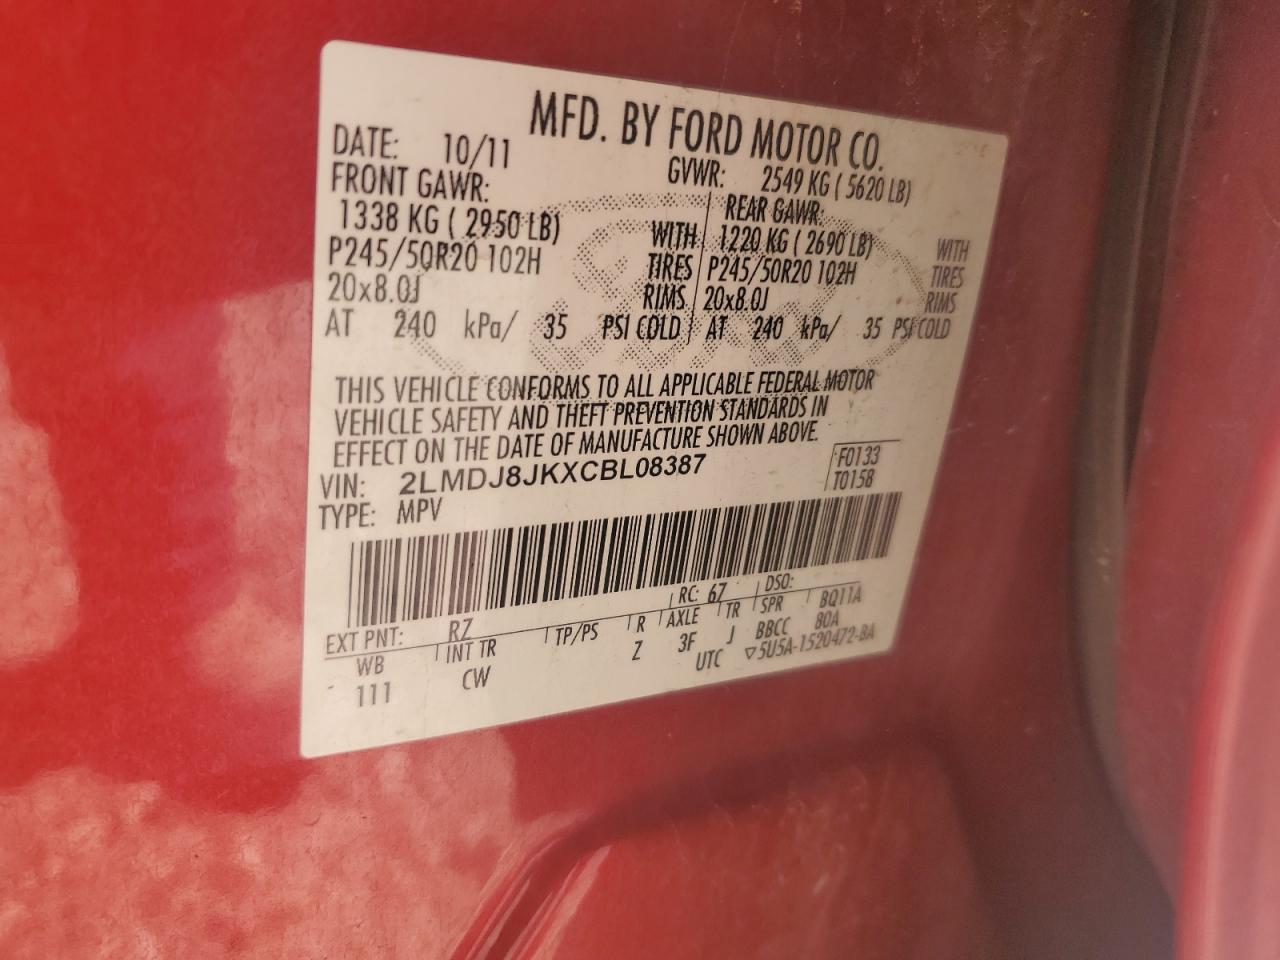 MFD. BY FORD MOTOR CO.
DATE: 10/11 GVWR: 2549 KG ( 5620 LB)
FRONT GAWR: REAR GAWR:
1338 KG ( 2950 LB) WITH 1220 KG ( 2690 LB) WITH
P245/50R20 102H TIRES P245/50R20 102H TIRES
20x8.0J RIMS 20x8.0J RIMS
AT 240 kPa/ 35 PSI COLD AT 240 kPa/ 35 PSI COLD
THIS VEHICLE CONFORMS TO ALL APPLICABLE FEDERAL MOTOR
VEHICLE SAFETY AND THEFT PREVENTION STANDARDS IN
EFFECT ON THE DATE OF MANUFACTURE SHOWN ABOVE.
VIN: 2LMDJ8JKXCBL08387 F0133
TYPE: MPV T0158
EXT PNT: RZ RC: 67 DSO:
WB INT TR TP/PS R AXLE TR SPR BQ11A
111 CW Z 3F J BBCC 80A
UTC ▽5U5A-1520472-BA